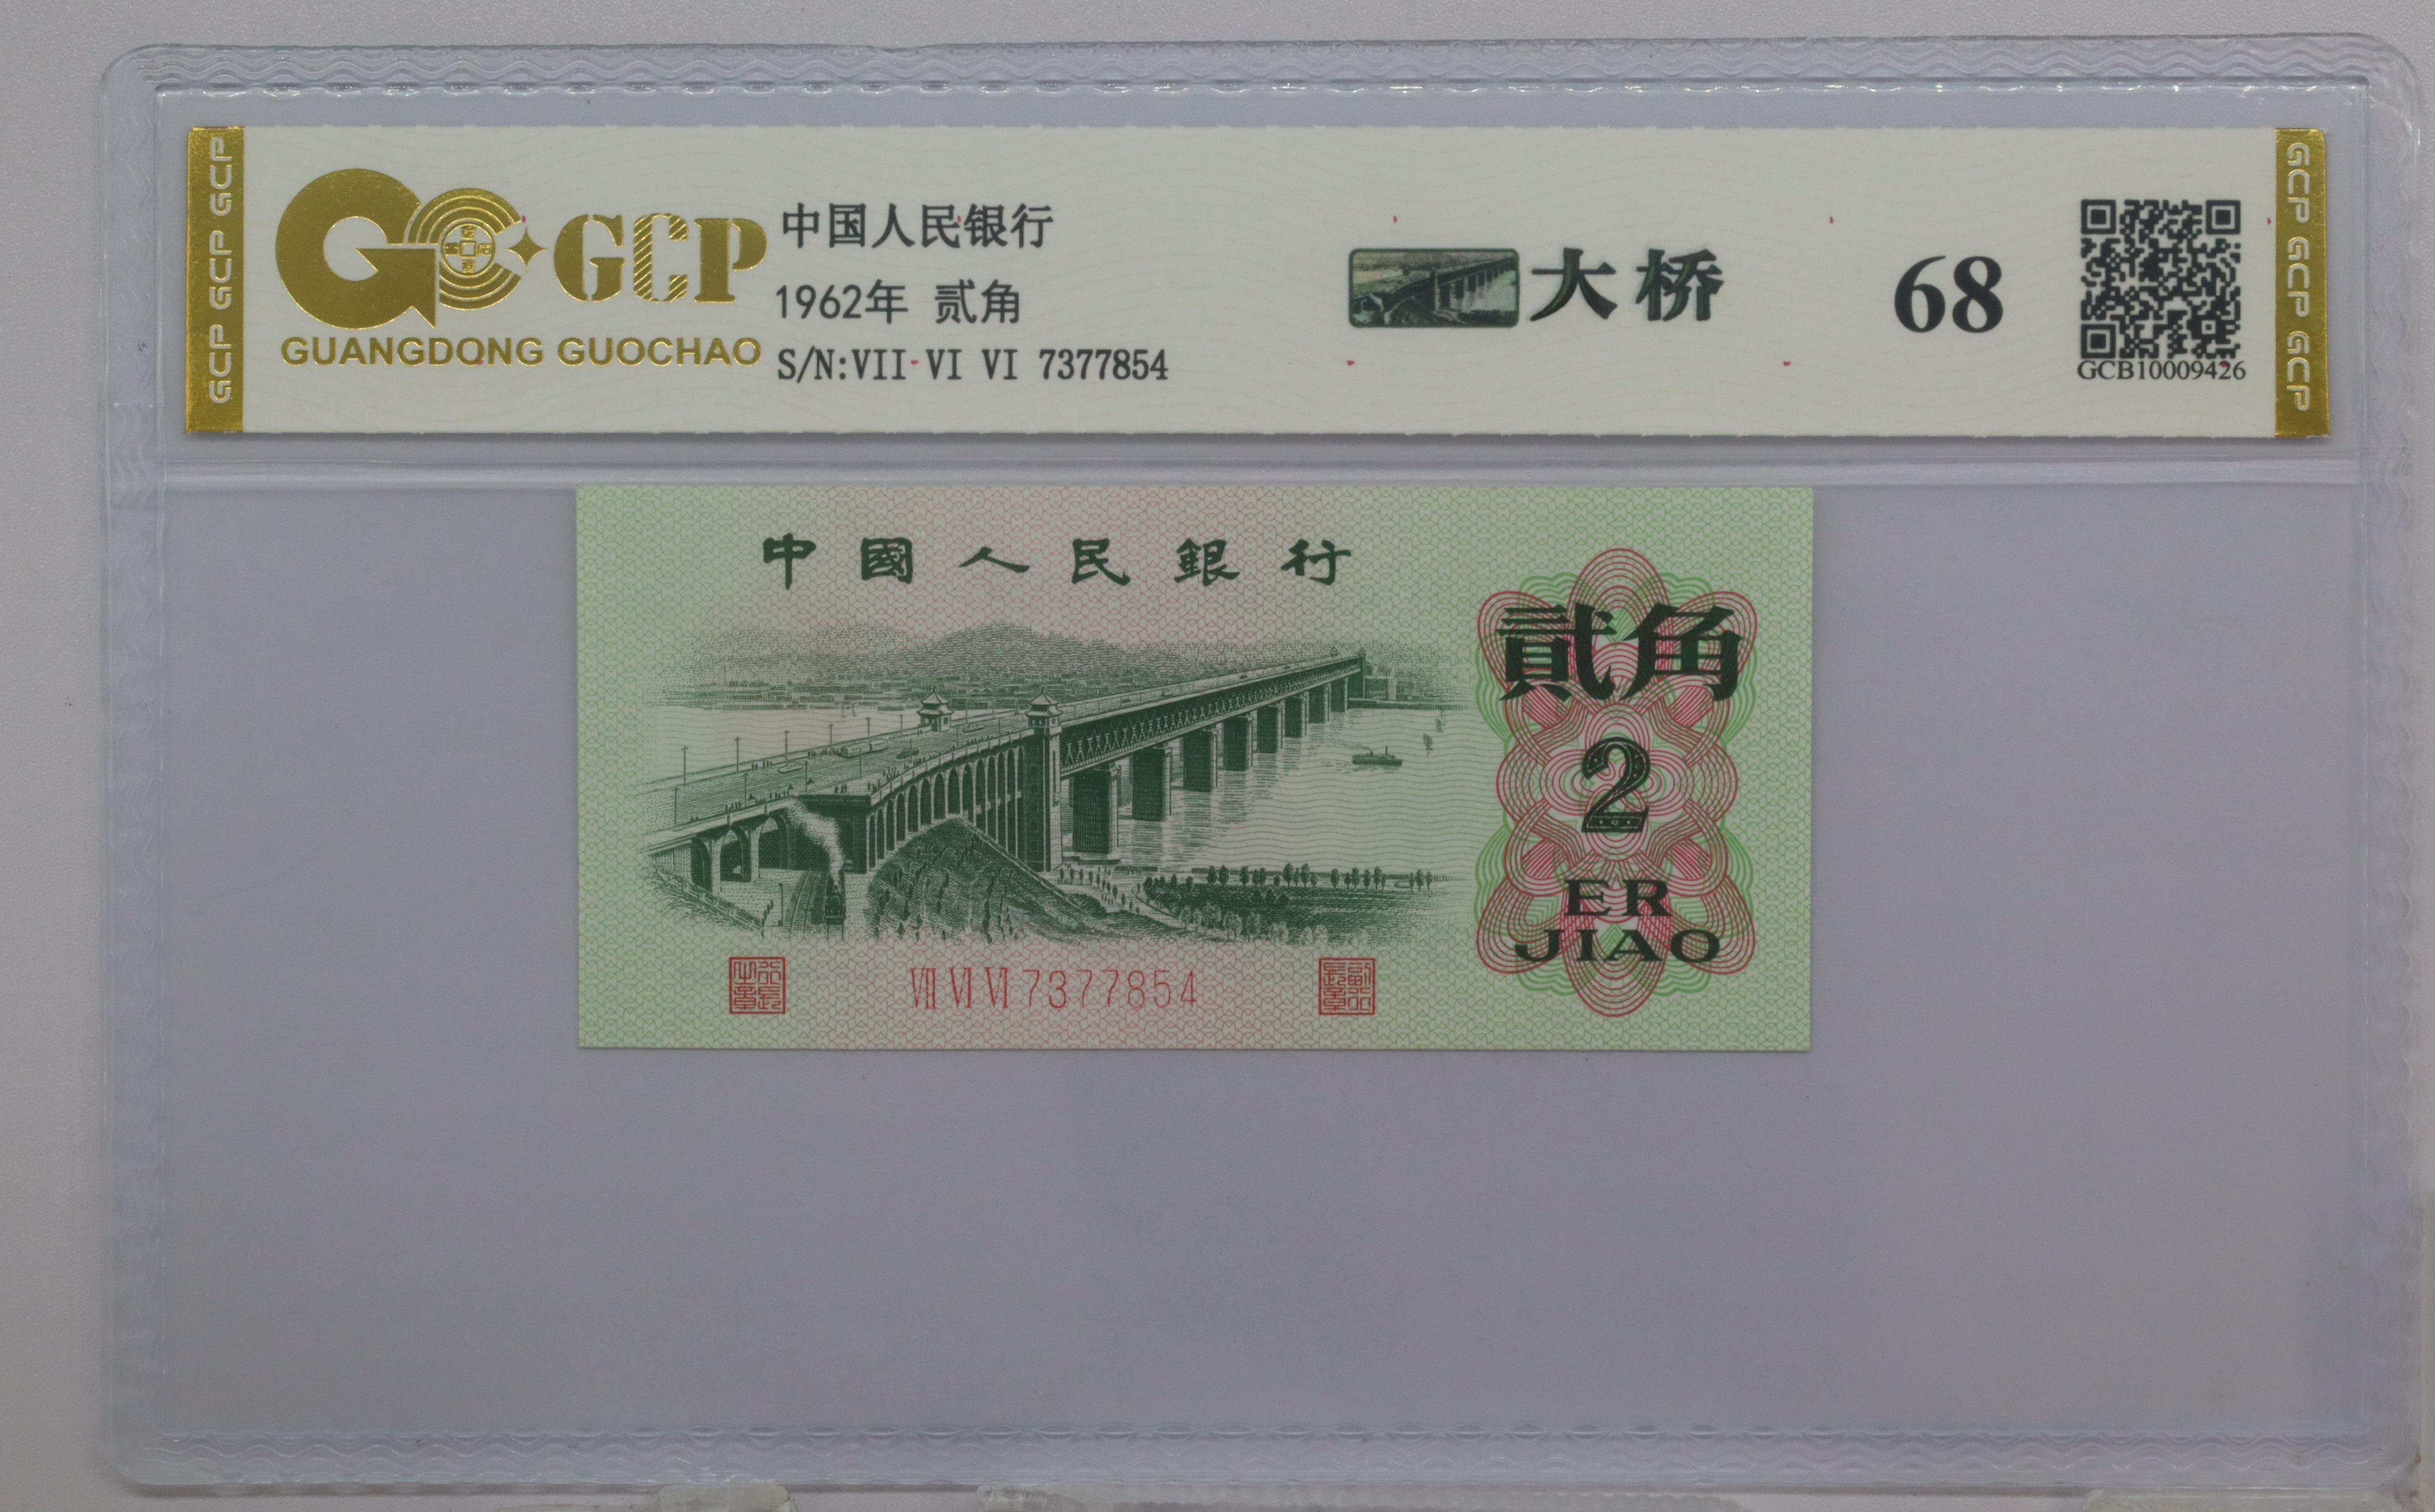 GCP GCP GCP
GCP
GUANGDONG GUOCHAO
中国人民银行
1962年 贰角
S/N:VII VI VI 7377854
大桥
68
GCB10009426
GCP GCP GCP
中國人民銀行
貳角
2
ER
JIAO
VII VI VI 7377854